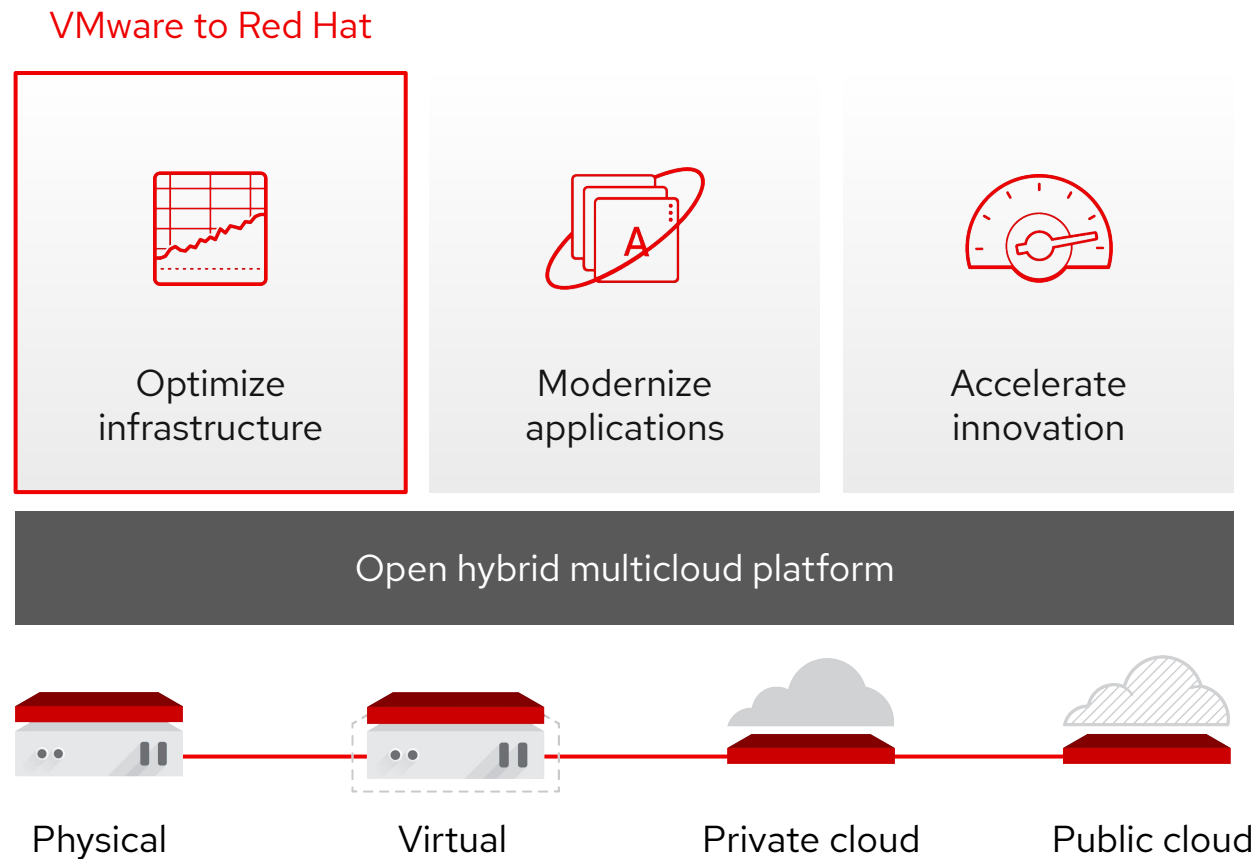 VMware to Red Hat
Optimize
infrastructure
Modernize
applications
Accelerate
innovation
A
Open hybrid multicloud platform
Physical
Virtual
Private cloud
Public cloud